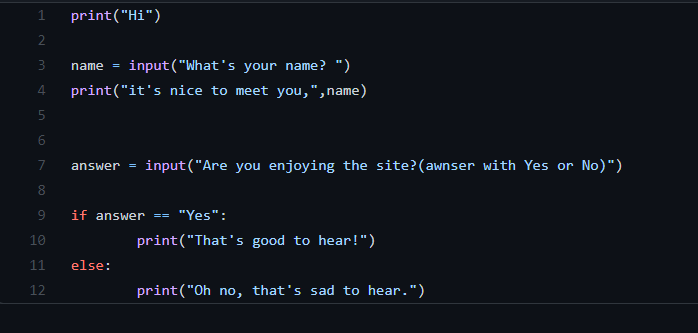 1 print("Hi")
2
3 name = input("What's your name? ")
4 print("it's nice to meet you,",name)
5
6
7 answer = input("Are you enjoying the site?(awnser with Yes or No)")
8
9 if answer == "Yes":
10         print("That's good to hear!")
11 else:
12         print("Oh no, that's sad to hear.")